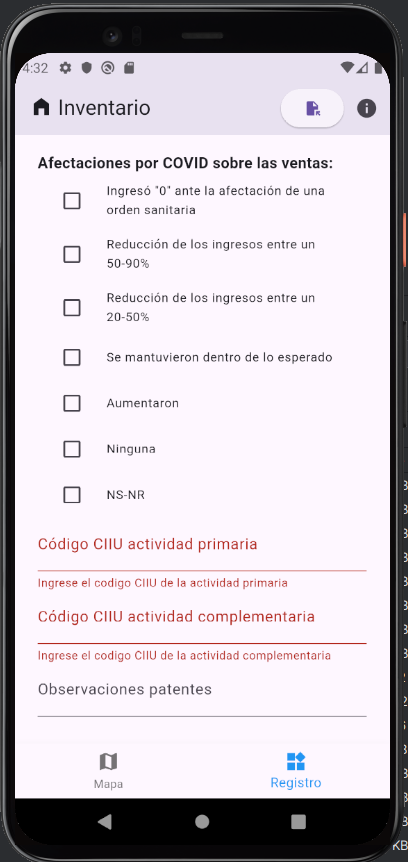 4:32
Inventario
Afectaciones por COVID sobre las ventas:
Ingresó "0" ante la afectación de una
orden sanitaria
Reducción de los ingresos entre un
50-90%
Reducción de los ingresos entre un
20-50%
Se mantuvieron dentro de lo esperado
Aumentaron
Ninguna
NS-NR
Código CIIU actividad primaria
Ingrese el codigo CIIU de la actividad primaria
Código CIIU actividad complementaria
Ingrese el codigo CIIU de la actividad complementaria
Observaciones patentes
Mapa
Registro
KB